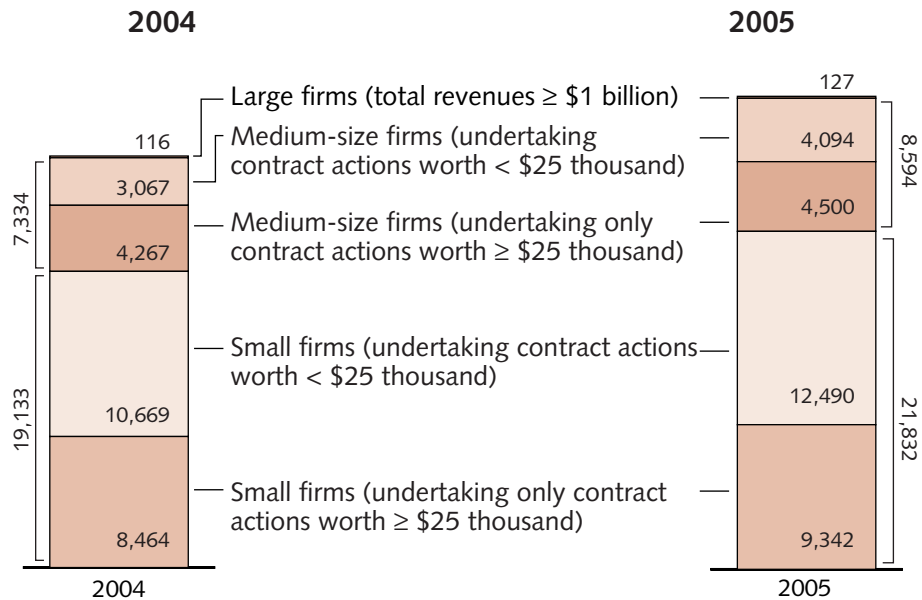 2004
2005
Large firms (total revenues ≥ $1 billion)
Medium-size firms (undertaking
contract actions worth < $25 thousand)
Medium-size firms (undertaking only
contract actions worth ≥ $25 thousand)
Small firms (undertaking contract actions
worth < $25 thousand)
Small firms (undertaking only contract
actions worth ≥ $25 thousand)
116
3,067
4,267
7,334
10,669
8,464
19,133
2004
127
4,094
4,500
8,594
12,490
9,342
21,832
2005